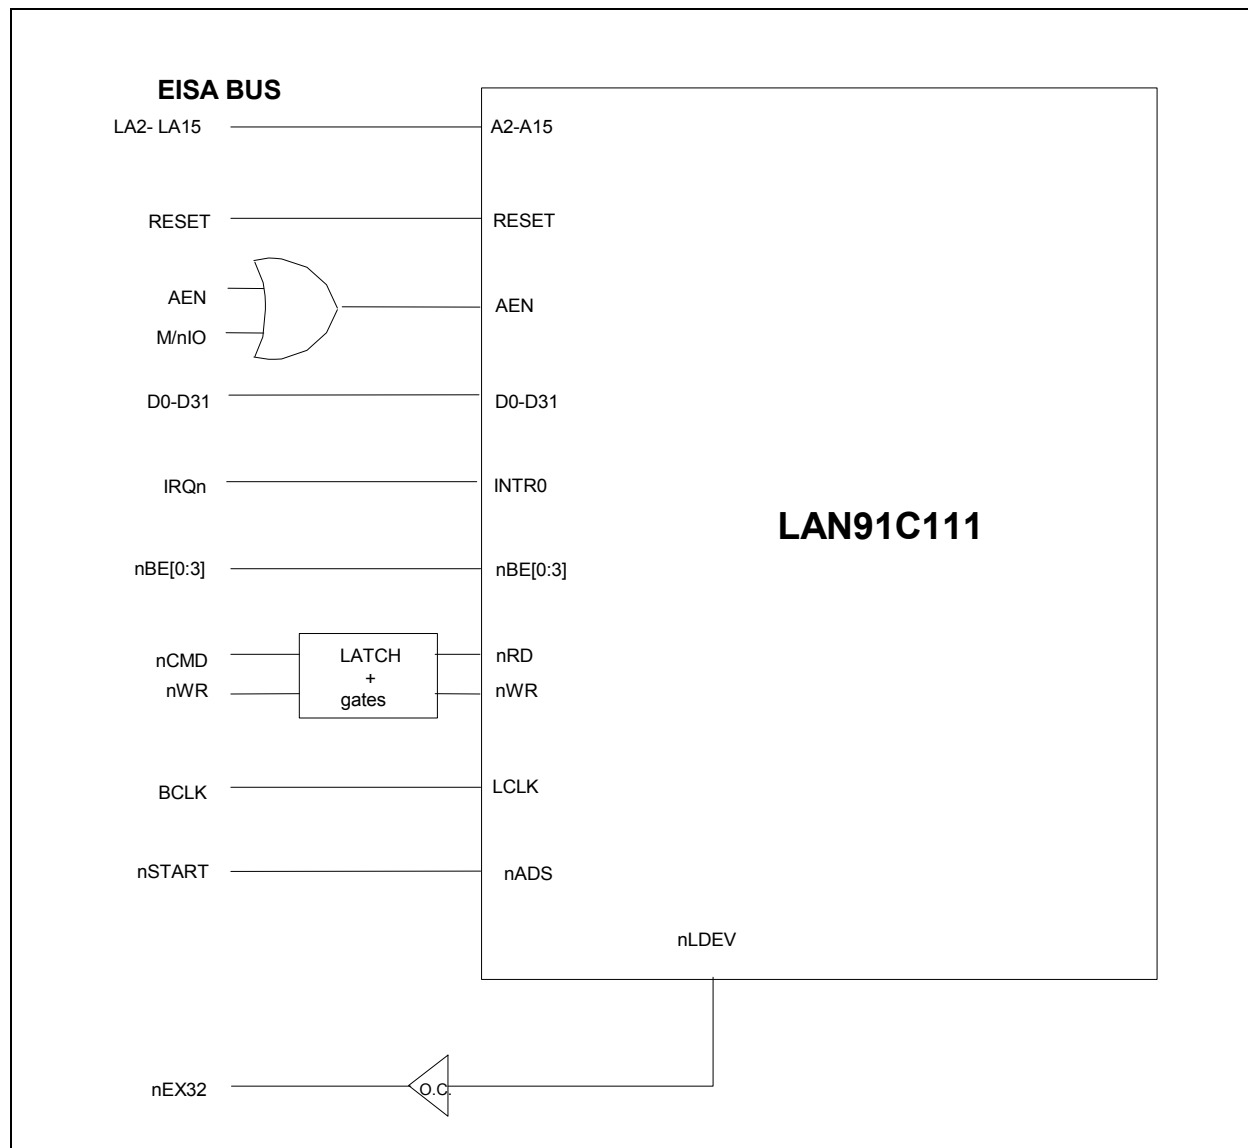 EISA BUS
LA2- LA15 A2-A15
RESET RESET
AEN AEN
M/nIO
D0-D31 D0-D31
IRQn INTR0
LAN91C111
nBE[0:3] nBE[0:3]
nCMD LATCH nRD
+
nWR gates nWR
BCLK LCLK
nSTART nADS
nLDEV
nEX32 O.C.